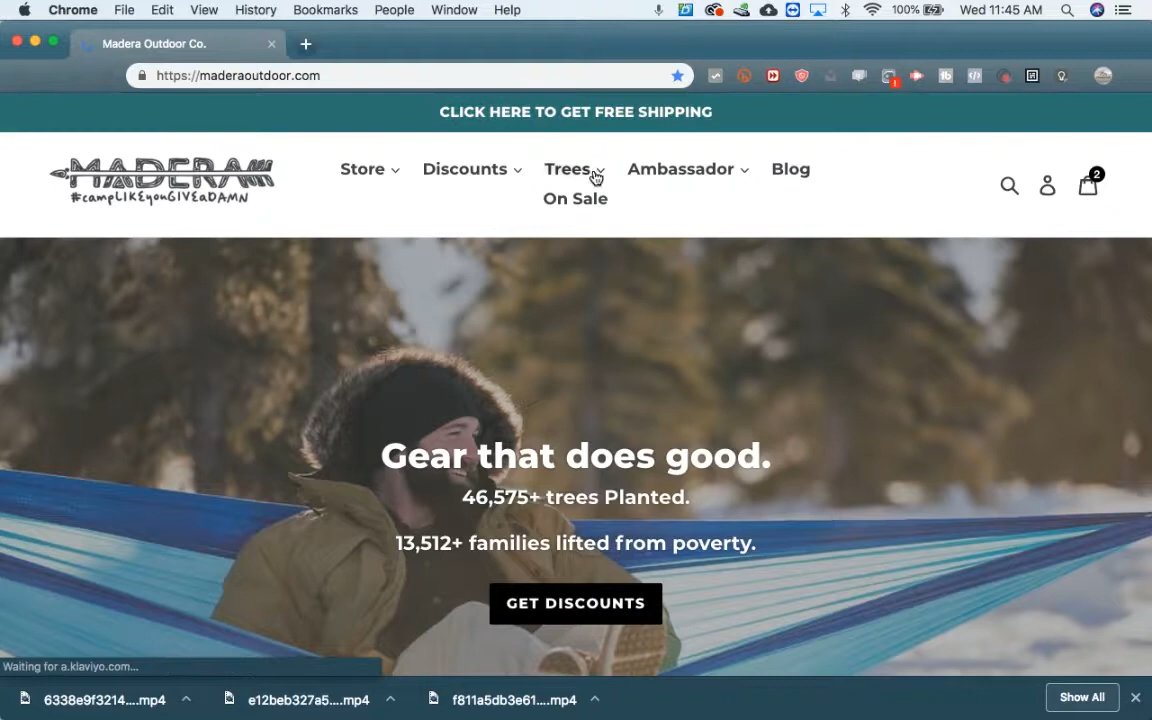 Chrome File Edit View History Bookmarks People Window Help 100% Wed 11:45 AM
Madera Outdoor Co.
https://maderaoutdoor.com
CLICK HERE TO GET FREE SHIPPING
MADERA
#campLIKEyouGIVEaDAMN
Store Discounts Trees Ambassador Blog
On Sale
2
Gear that does good.
46,575+ trees Planted.
13,512+ families lifted from poverty.
GET DISCOUNTS
Waiting for a.klaviyo.com...
6338e9f3214....mp4 e12beb327a5....mp4 f811a5db3e61....mp4 Show All